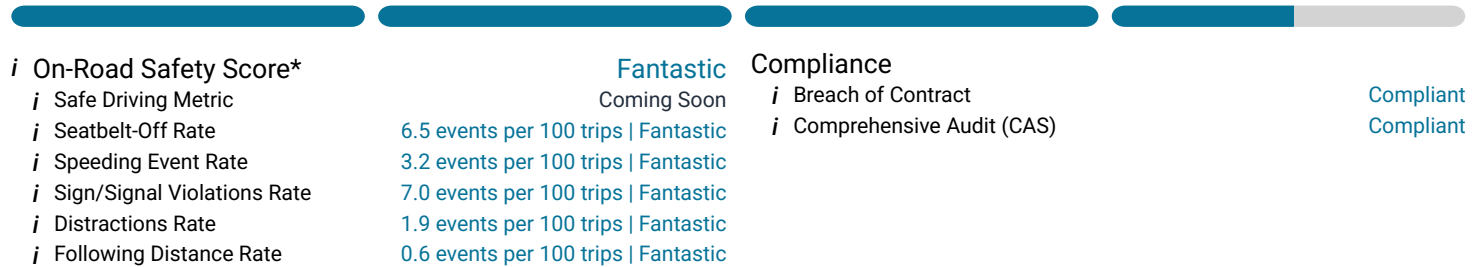 i On-Road Safety Score* Fantastic
i Safe Driving Metric Coming Soon
i Seatbelt-Off Rate 6.5 events per 100 trips | Fantastic
i Speeding Event Rate 3.2 events per 100 trips | Fantastic
i Sign/Signal Violations Rate 7.0 events per 100 trips | Fantastic
i Distractions Rate 1.9 events per 100 trips | Fantastic
i Following Distance Rate 0.6 events per 100 trips | Fantastic
Compliance
i Breach of Contract Compliant
i Comprehensive Audit (CAS) Compliant